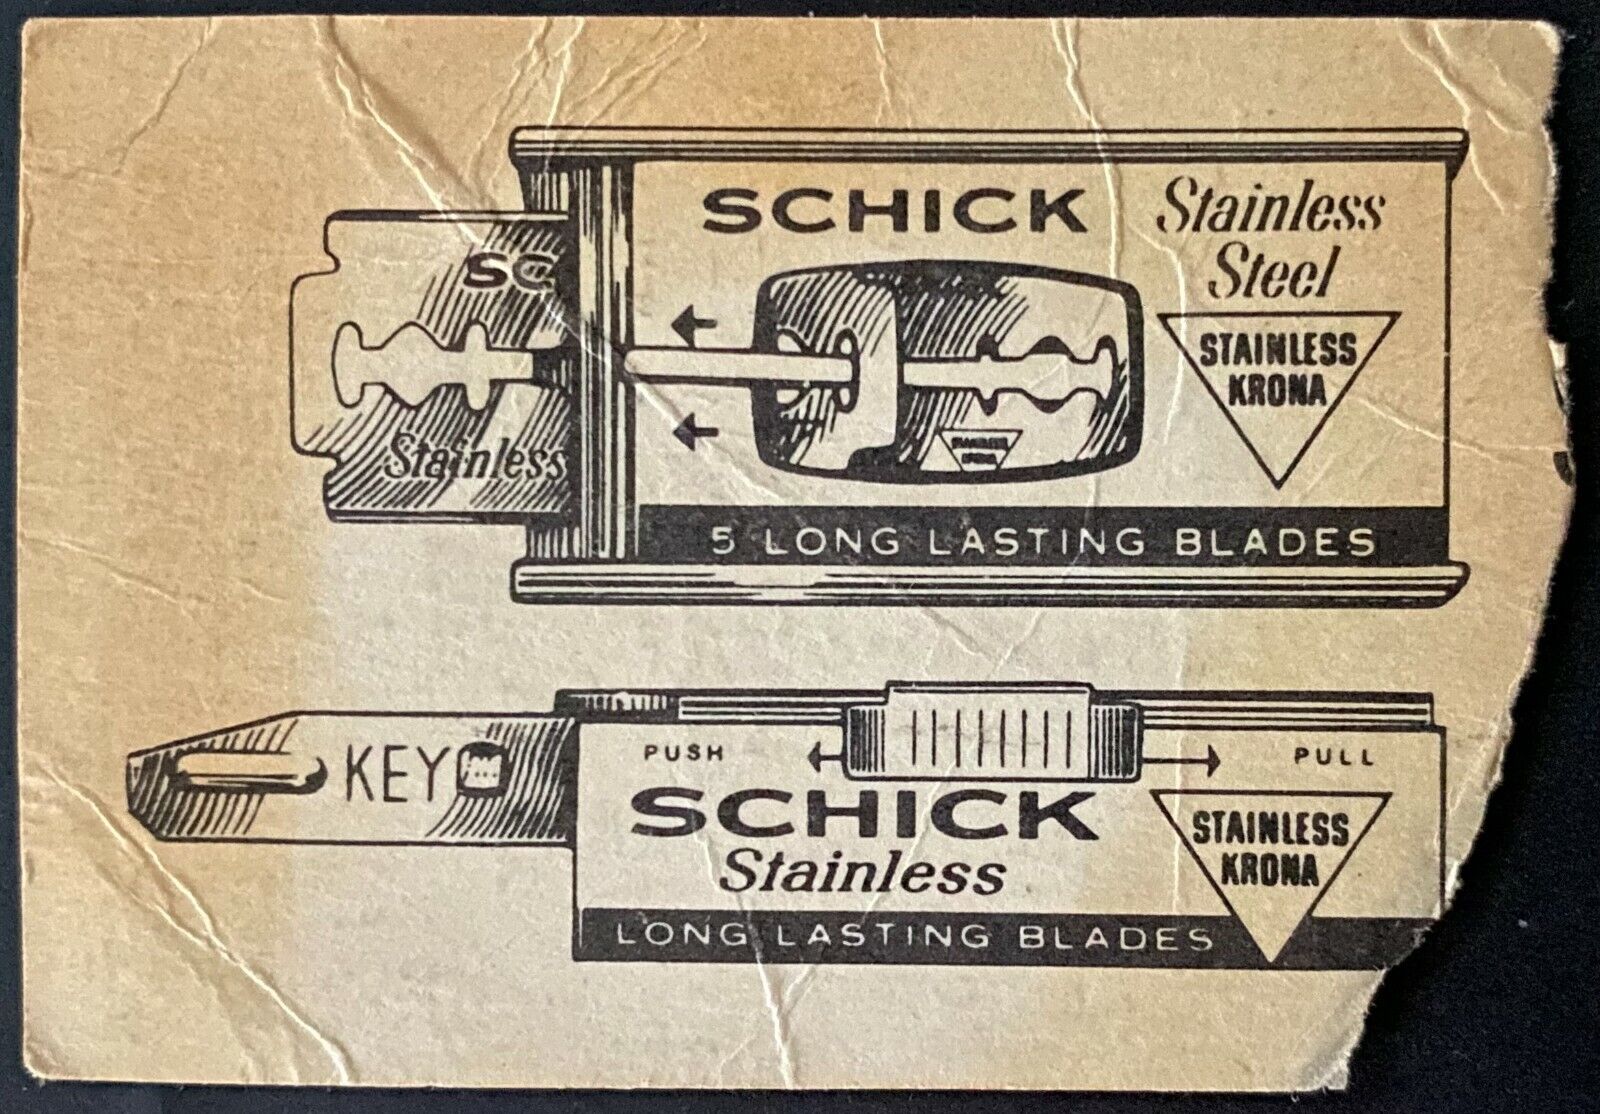 SCHICK Stainless
Steel
STAINLESS
KRONA
SC
Stainless
5 LONG LASTING BLADES
PUSH
PULL
KEY
SCHICK
Stainless
STAINLESS
KRONA
LONG LASTING BLADES